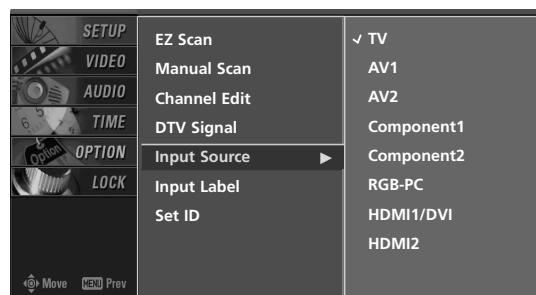 SETUP
VIDEO
AUDIO
TIME
OPTION
LOCK
Move MENU Prev
EZ Scan
Manual Scan
Channel Edit
DTV Signal
Input Source ▶
Input Label
Set ID
✓ TV
AV1
AV2
Component1
Component2
RGB-PC
HDMI1/DVI
HDMI2